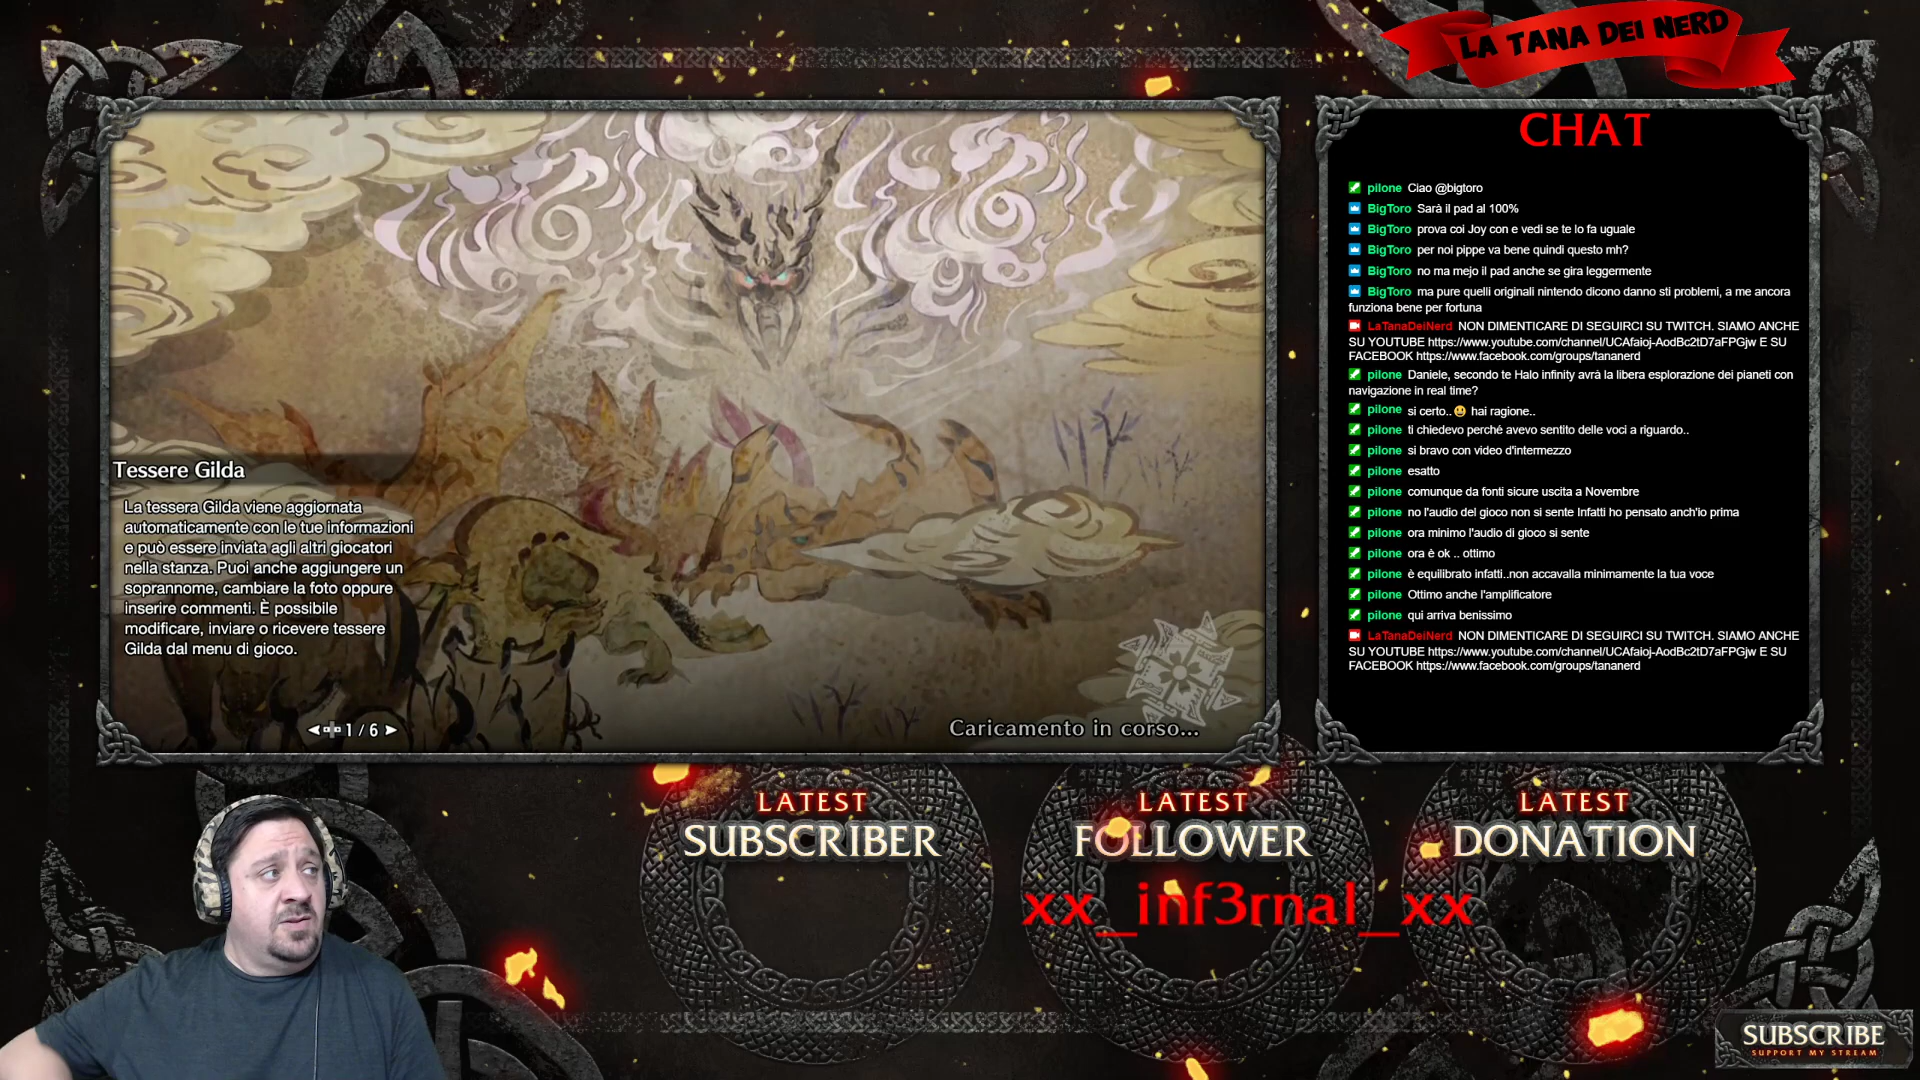 LA TANA DEI NERD
CHAT
pilone Ciao @bigtoro
BigToro Sarà il pad al 100%
BigToro prova coi Joy con e vedi se te lo fa uguale
BigToro per noi pippe va bene quindi questo mh?
BigToro no ma mejo il pad anche se gira leggermente
BigToro ma pure quelli originali nintendo dicono danno sti problemi, a me ancora
funziona bene per fortuna
LaTanaDeiNerd NON DIMENTICARE DI SEGUIRCI SU TWITCH. SIAMO ANCHE
SU YOUTUBE https://www.youtube.com/channel/UCAfaioj-AodBc2tD7aFPGjw E SU
FACEBOOK https://www.facebook.com/groups/tananerd
pilone Daniele, secondo te Halo infinity avrà la libera esplorazione dei pianeti con
navigazione in real time?
pilone si certo..😃 hai ragione..
pilone ti chiedevo perché avevo sentito delle voci a riguardo..
pilone si bravo con video d'intermezzo
pilone esatto
pilone comunque da fonti sicure uscita a Novembre
pilone no l'audio del gioco non si sente Infatti ho pensato anch'io prima
pilone ora minimo l'audio di gioco si sente
pilone ora è ok .. ottimo
pilone è equilibrato infatti..non accavalla minimamente la tua voce
pilone Ottimo anche l'amplificatore
pilone qui arriva benissimo
LaTanaDeiNerd NON DIMENTICARE DI SEGUIRCI SU TWITCH. SIAMO ANCHE
SU YOUTUBE https://www.youtube.com/channel/UCAfaioj-AodBc2tD7aFPGjw E SU
FACEBOOK https://www.facebook.com/groups/tananerd
Tessere Gilda
La tessera Gilda viene aggiornata
automaticamente con le tue informazioni
e può essere inviata agli altri giocatori
nella stanza. Puoi anche aggiungere un
soprannome, cambiare la foto oppure
inserire commenti. È possibile
modificare, inviare o ricevere tessere
Gilda dal menu di gioco.
1 / 6
Caricamento in corso...
LATEST
SUBSCRIBER
LATEST
FOLLOWER
xx_inf3rnal_xx
LATEST
DONATION
SUBSCRIBE
SUPPORT MY STREAM